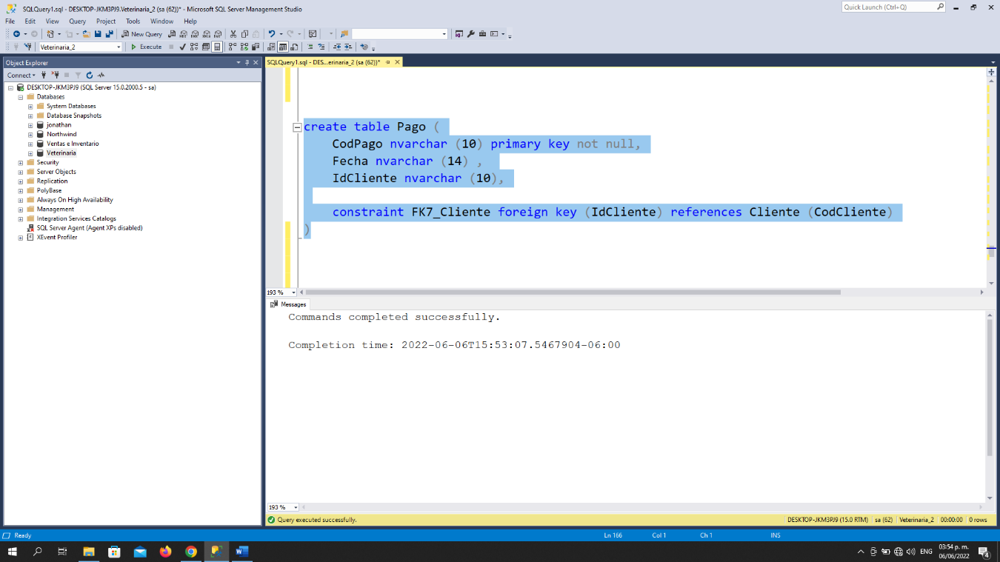 SQLQuery1.sql - DESKTOP-JKM3PJ9.Veterinaria_2 (sa (62))* - Microsoft SQL Server Management Studio
Quick Launch (Ctrl+Q)
File Edit View Query Project Tools Window Help
New Query
Veterinaria_2
Execute
Object Explorer
Connect
DESKTOP-JKM3PJ9 (SQL Server 15.0.2000.5 - sa)
Databases
System Databases
Database Snapshots
jonathan
Northwind
Ventas e Inventario
Veterinaria
Security
Server Objects
Replication
PolyBase
Always On High Availability
Management
Integration Services Catalogs
SQL Server Agent (Agent XPs disabled)
XEvent Profiler
SQLQuery1.sql - DES...erinaria_2 (sa (62))*
create table Pago (
CodPago nvarchar (10) primary key not null,
Fecha nvarchar (14) ,
IdCliente nvarchar (10),
constraint FK7_Cliente foreign key (IdCliente) references Cliente (CodCliente)
)
193 %
Messages
Commands completed successfully.
Completion time: 2022-06-06T15:53:07.5467904-06:00
193 %
Query executed successfully.
DESKTOP-JKM3PJ9 (15.0 RTM) sa (62) Veterinaria_2 00:00:00 0 rows
Ready
Ln 166 Col 1 Ch 1 INS
ENG
03:54 p. m.
06/06/2022
4